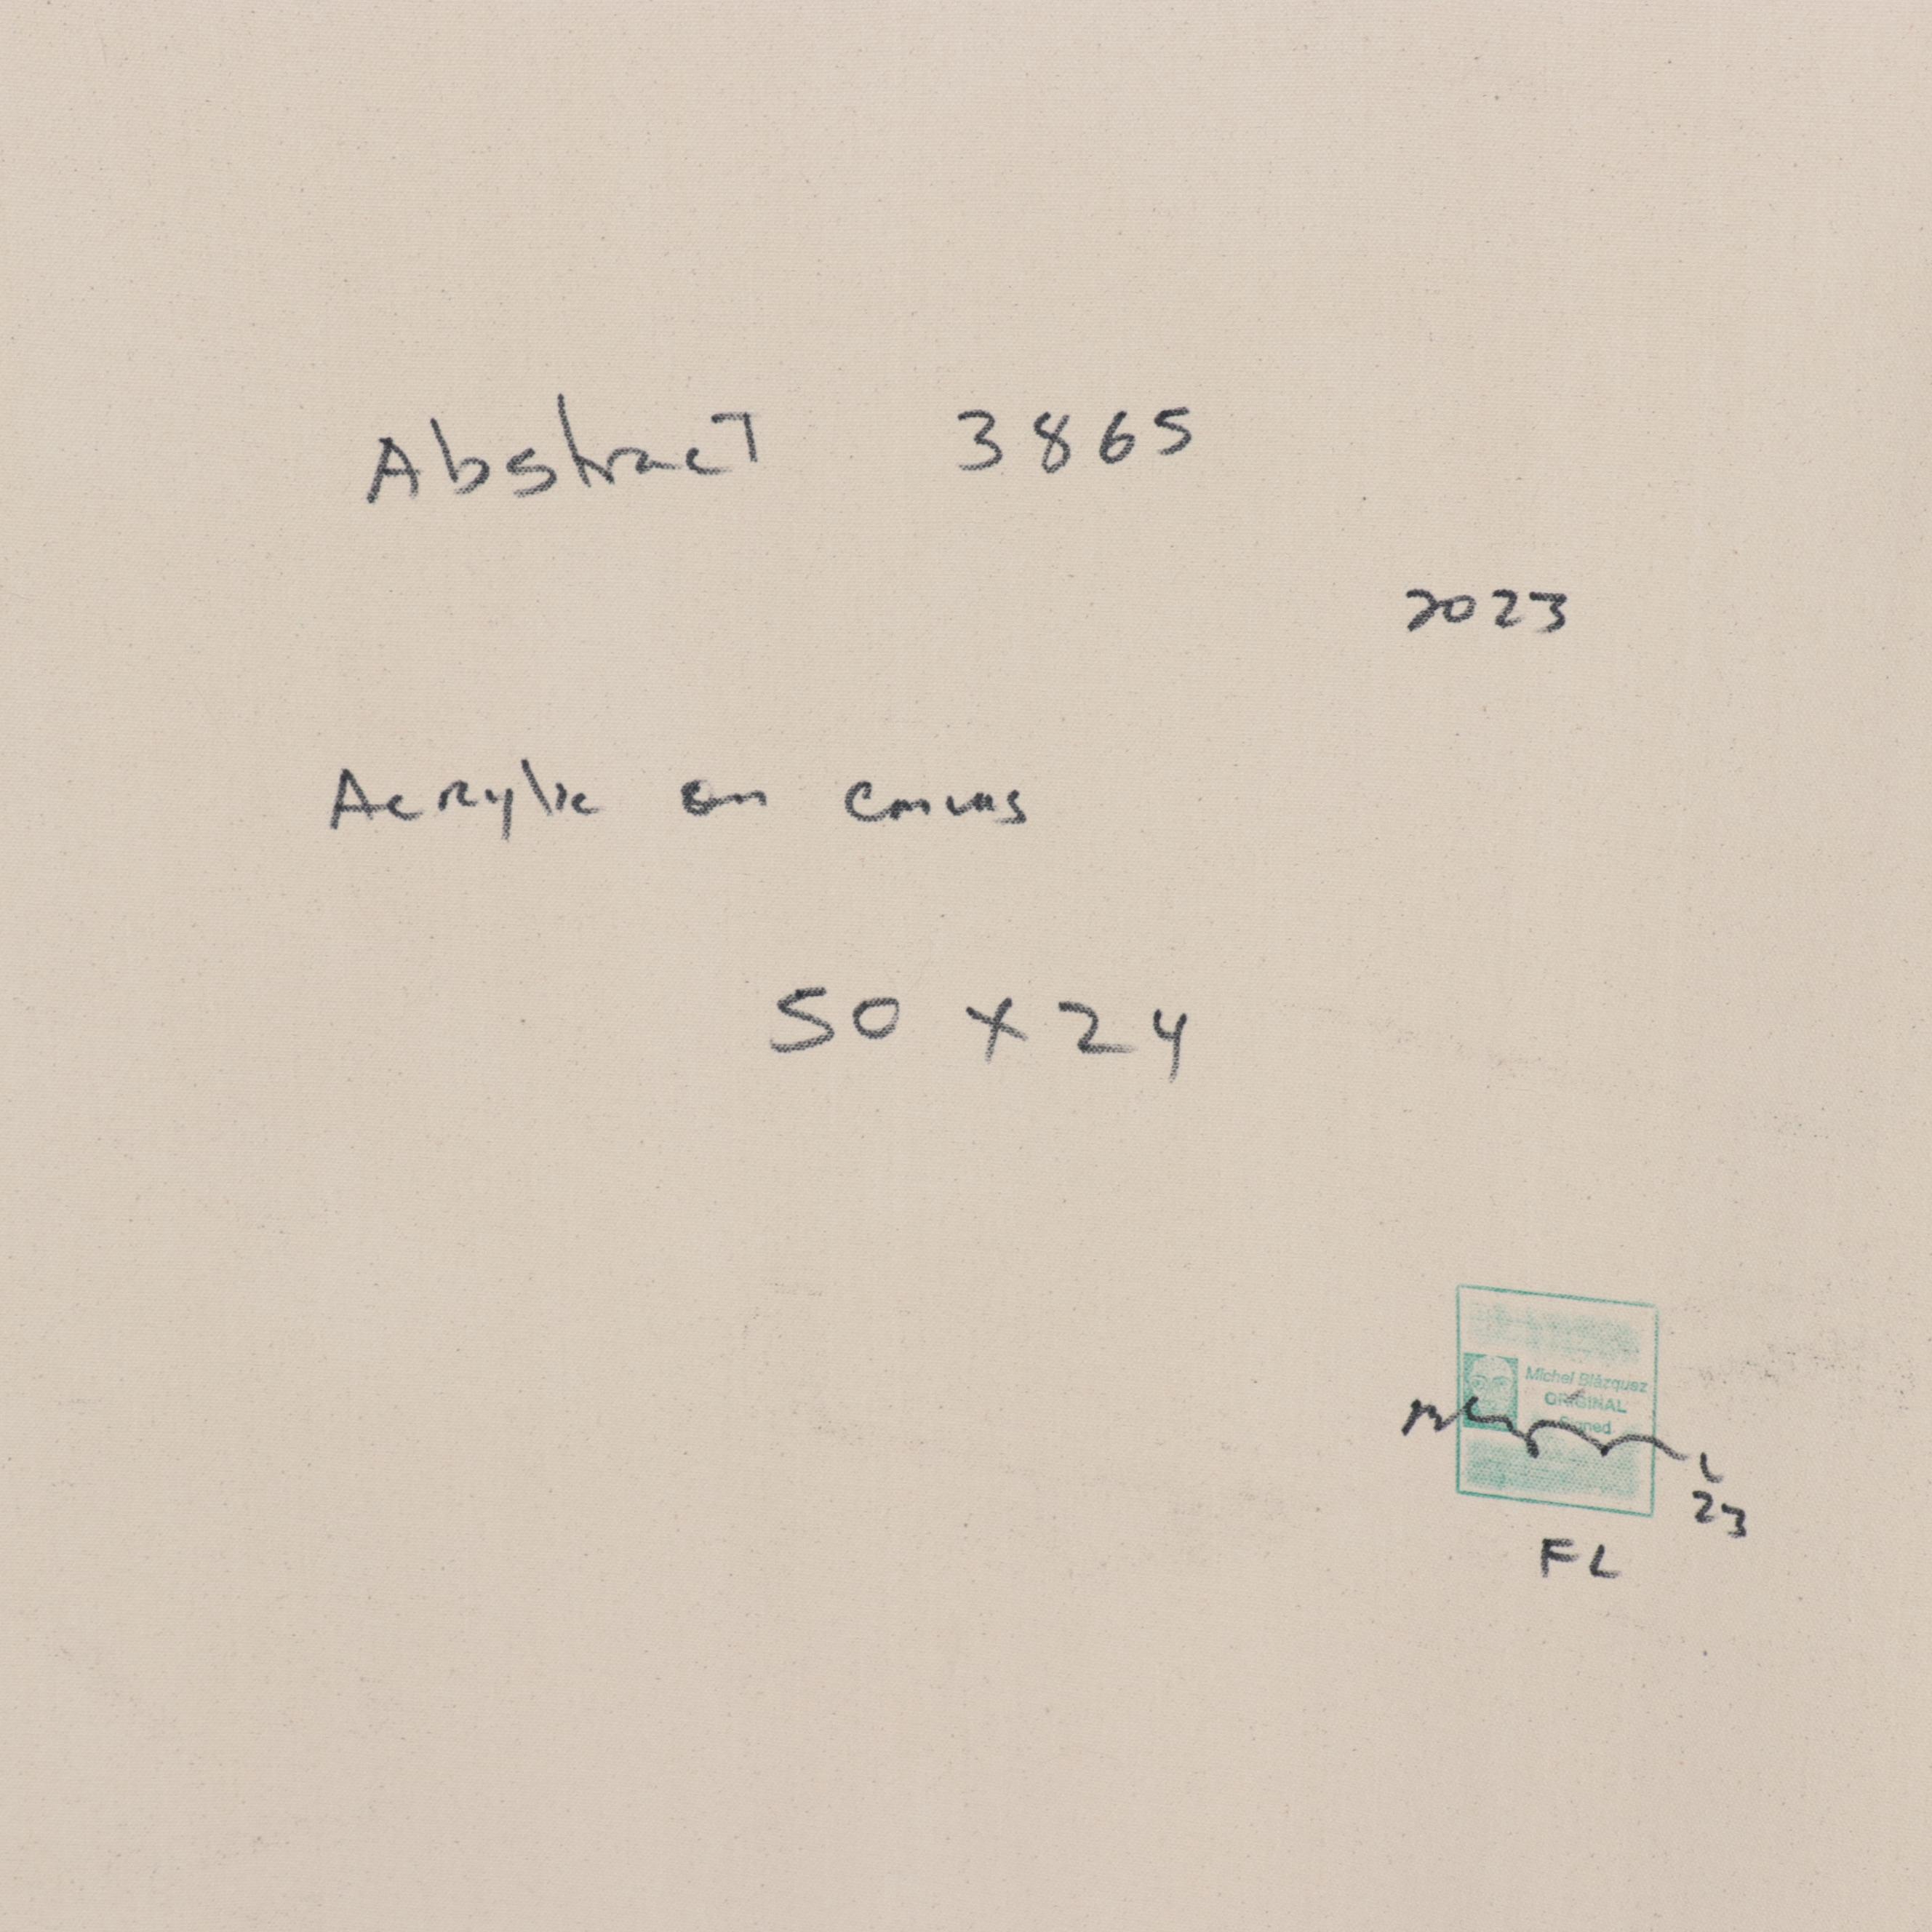 Abstract 3865
2023
Acrylic on Canvas
50 x 24
Michel Blázquez
ORIGINAL
Signed
23
FL